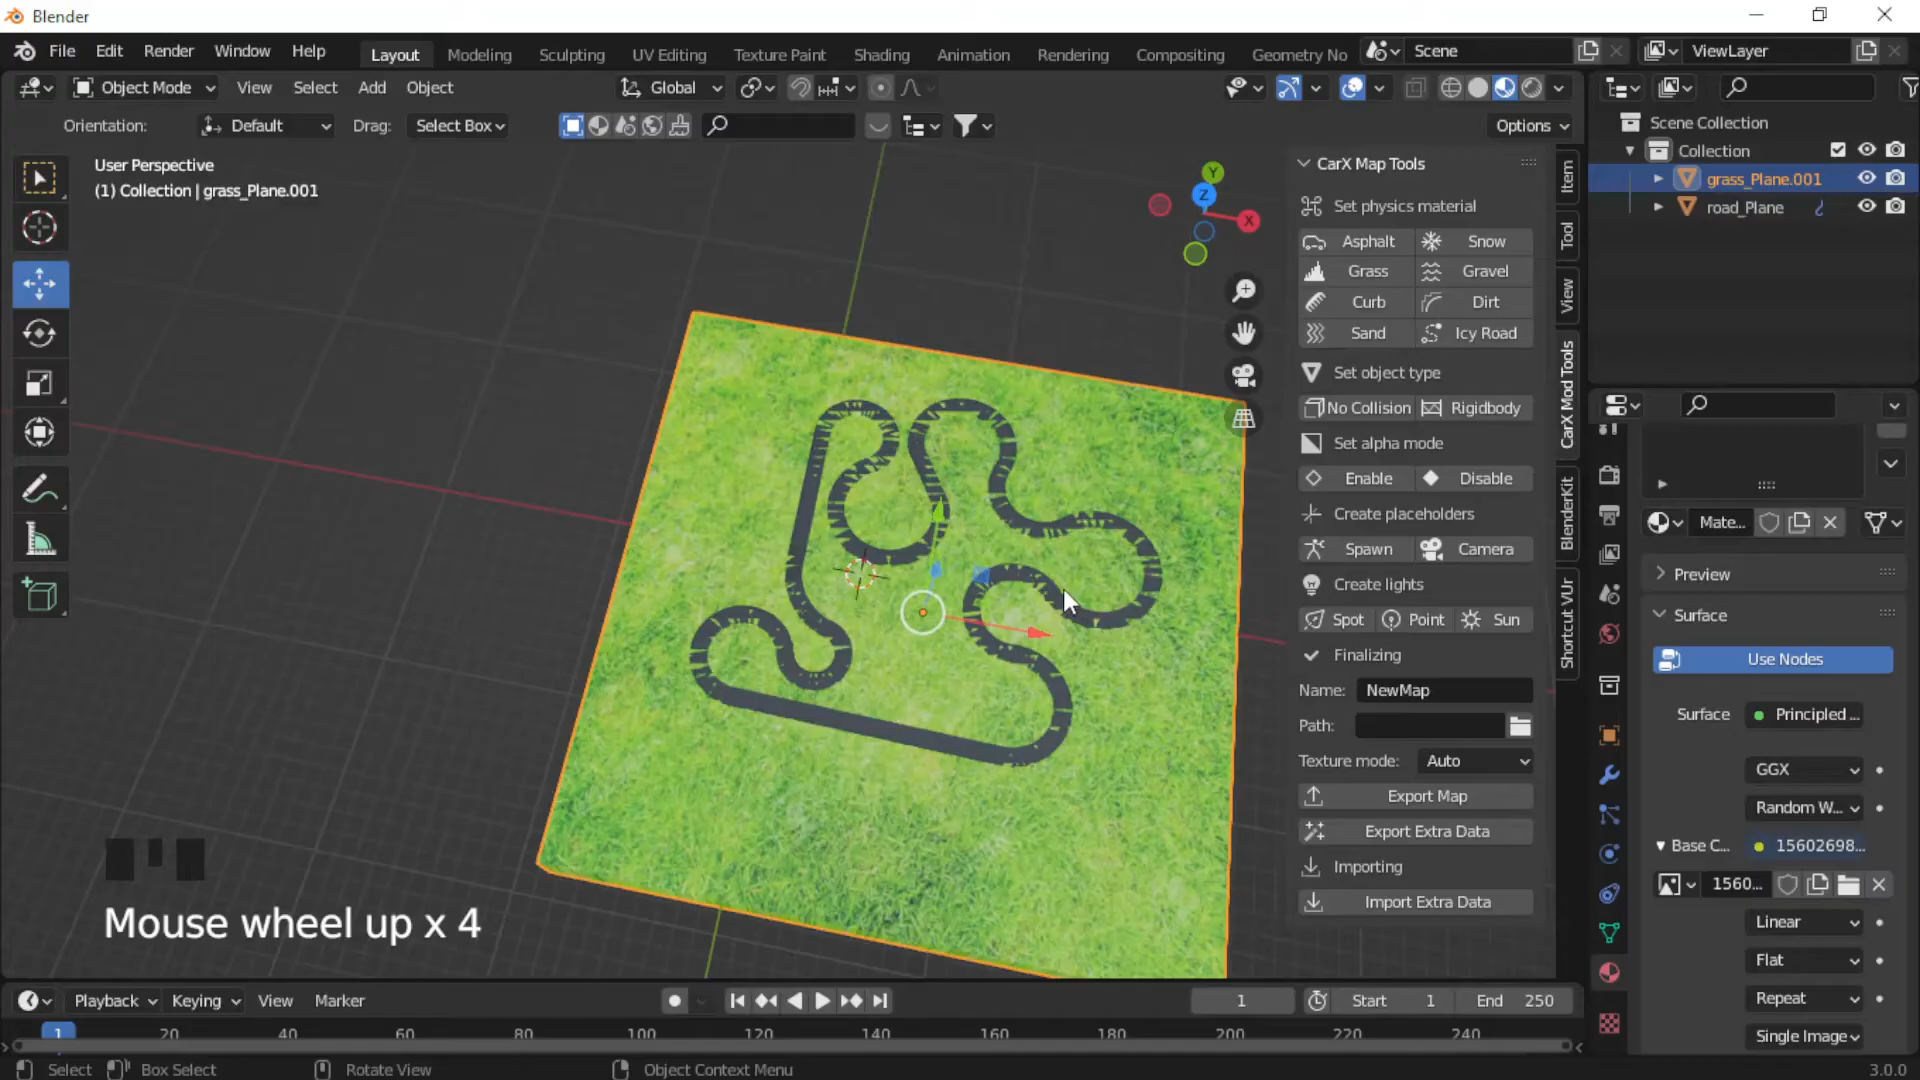 Blender
File Edit Render Window Help Layout Modeling Sculpting UV Editing Texture Paint Shading Animation Rendering Compositing Geometry No Scene ViewLayer
Object Mode View Select Add Object Global
Orientation: Default Drag: Select Box Options
User Perspective
(1) Collection | grass_Plane.001
Y
Z
X
CarX Map Tools
Set physics material
Asphalt Snow
Grass Gravel
Curb Dirt
Sand Icy Road
Set object type
No Collision Rigidbody
Set alpha mode
Enable Disable
Create placeholders
Spawn Camera
Create lights
Spot Point Sun
Finalizing
Name: NewMap
Path:
Texture mode: Auto
Export Map
Export Extra Data
Importing
Import Extra Data
Item
Tool
View
CarX Mod Tools
BlenderKit
Shortcut VUr
Scene Collection
Collection
grass_Plane.001
road_Plane
Mate...
Preview
Surface
Use Nodes
Surface Principled ...
GGX
Random W...
Base C... 15602698...
1560...
Linear
Flat
Repeat
Single Image
Mouse wheel up x 4
Playback Keying View Marker 1 Start 1 End 250
1 20 40 60 80 100 120 140 160 180 200 220 240
Select Box Select Rotate View Object Context Menu 3.0.0